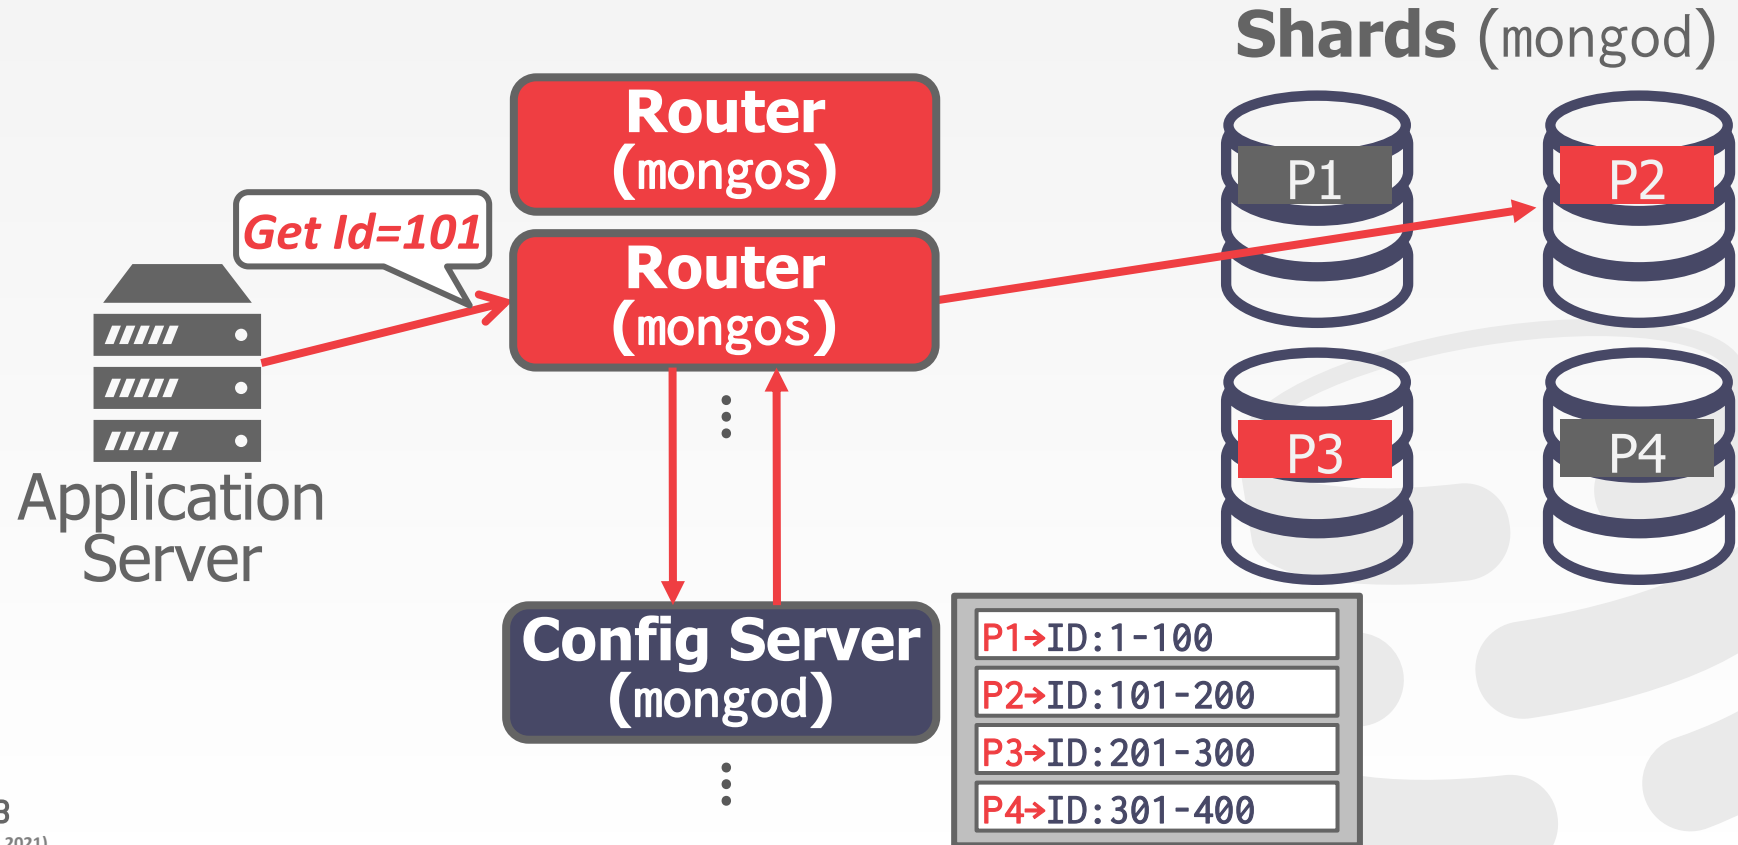 Shards (mongod)
Router
(mongos)
P1
P2
Get Id=101
Router
(mongos)
P3
P4
Application
Server
Config Server
(mongod)
P1→ID:1-100
P2→ID:101-200
P3→ID:201-300
P4→ID:301-400
2021)